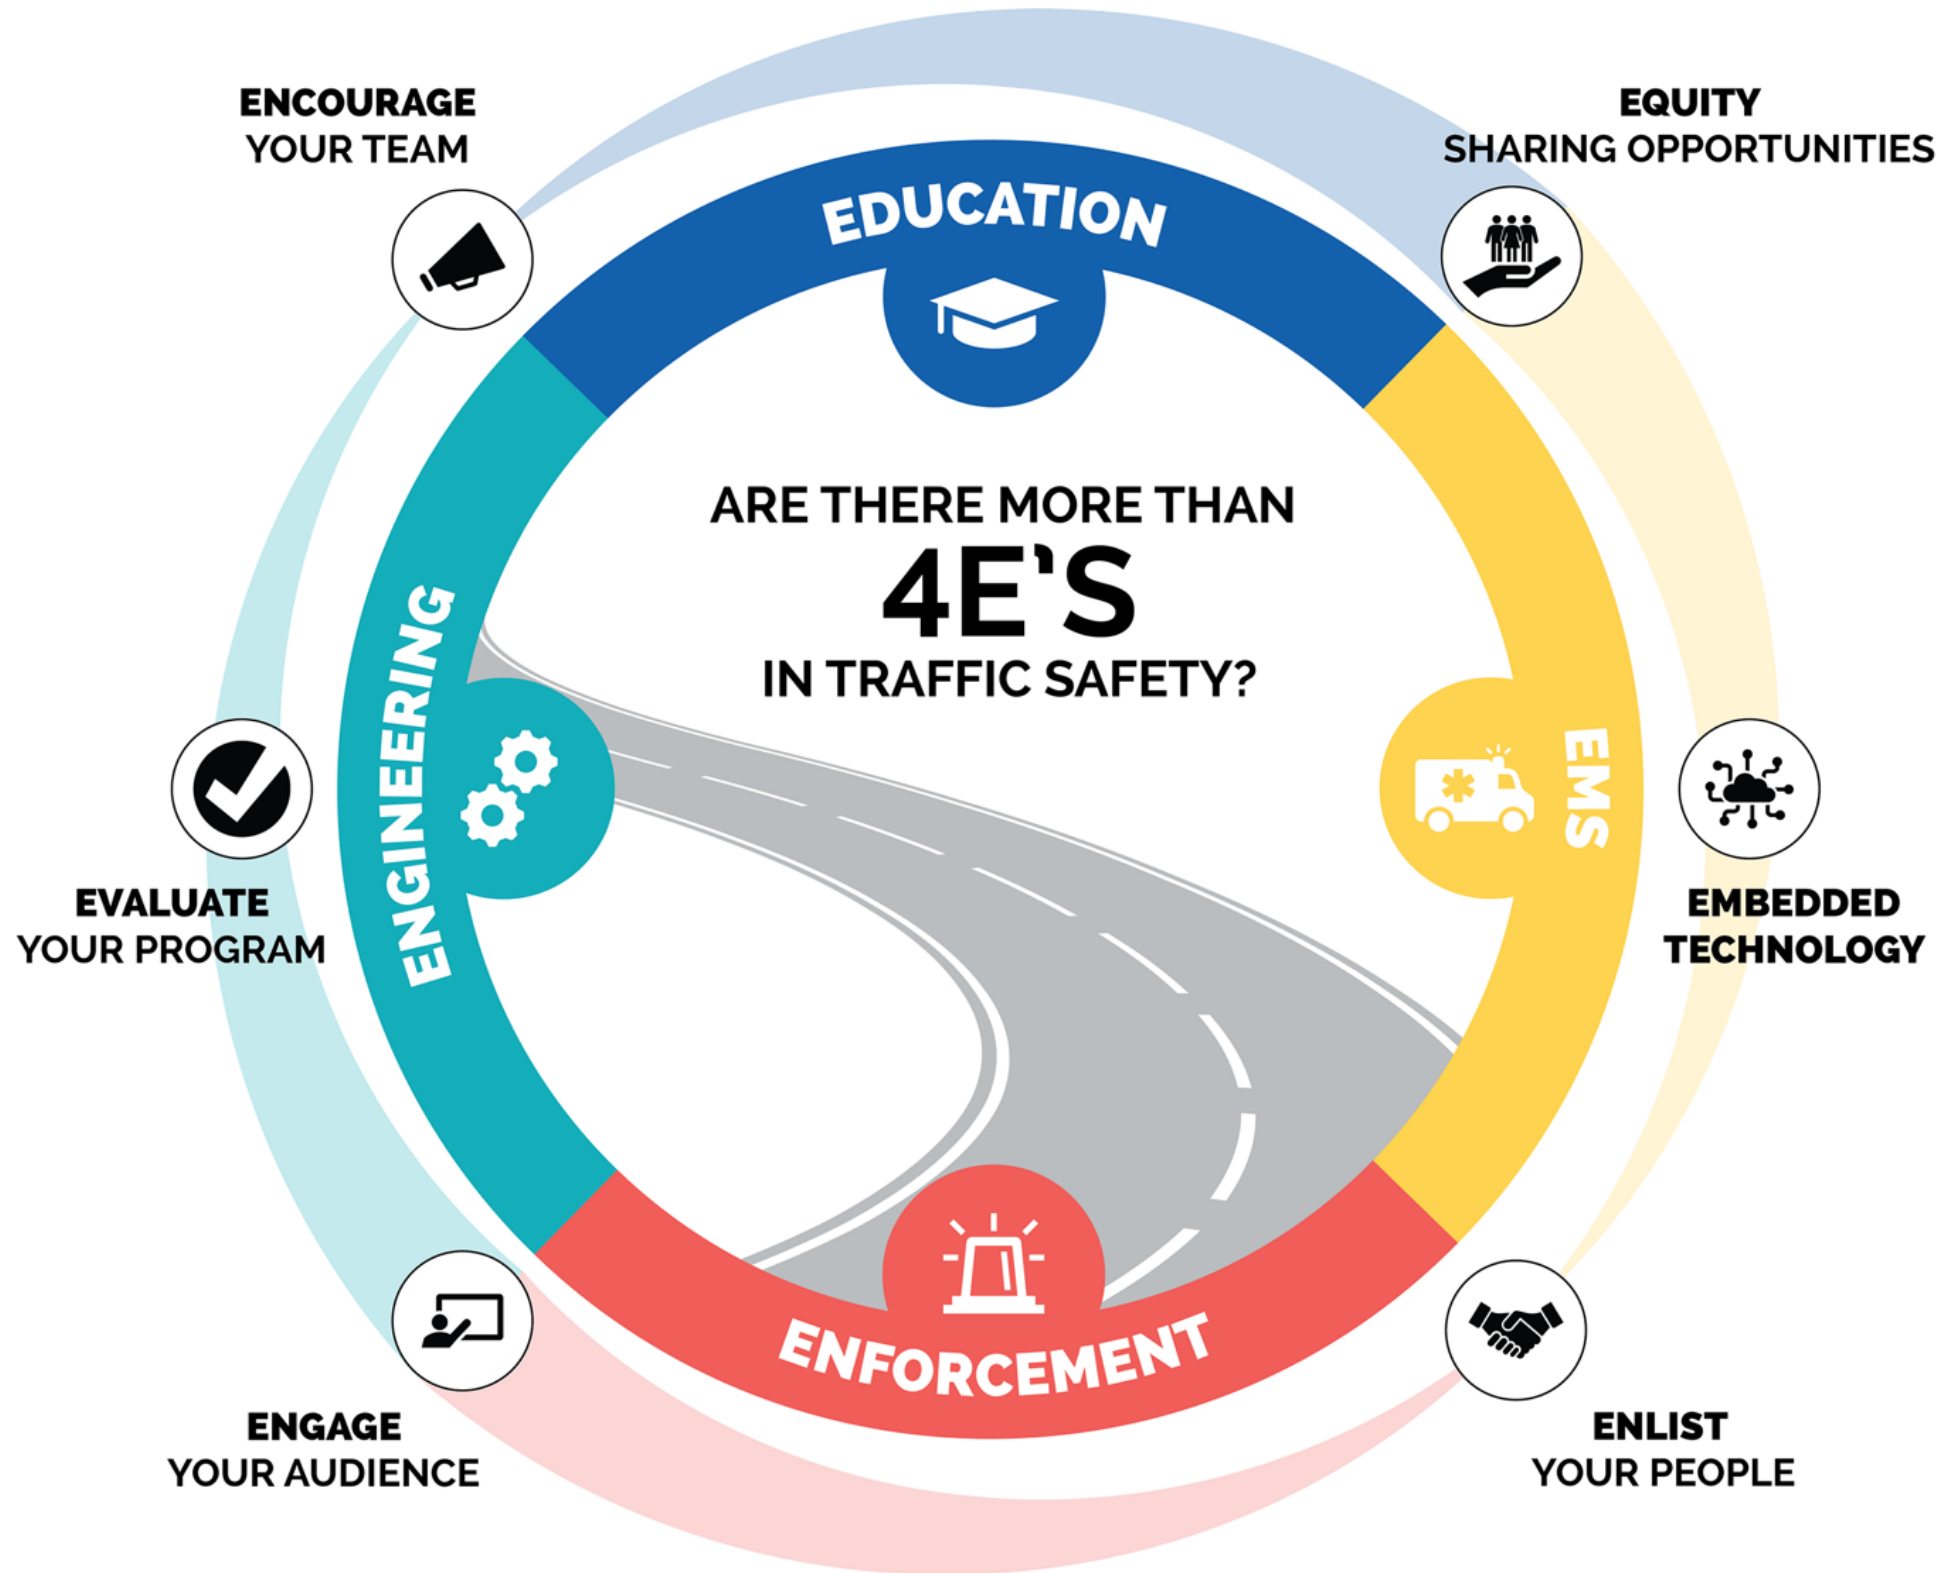 ENCOURAGE
YOUR TEAM
EQUITY
SHARING OPPORTUNITIES
EDUCATION
ARE THERE MORE THAN
4E'S
IN TRAFFIC SAFETY?
ENGINEERING
EMS
EVALUATE
YOUR PROGRAM
EMBEDDED
TECHNOLOGY
ENFORCEMENT
ENGAGE
YOUR AUDIENCE
ENLIST
YOUR PEOPLE